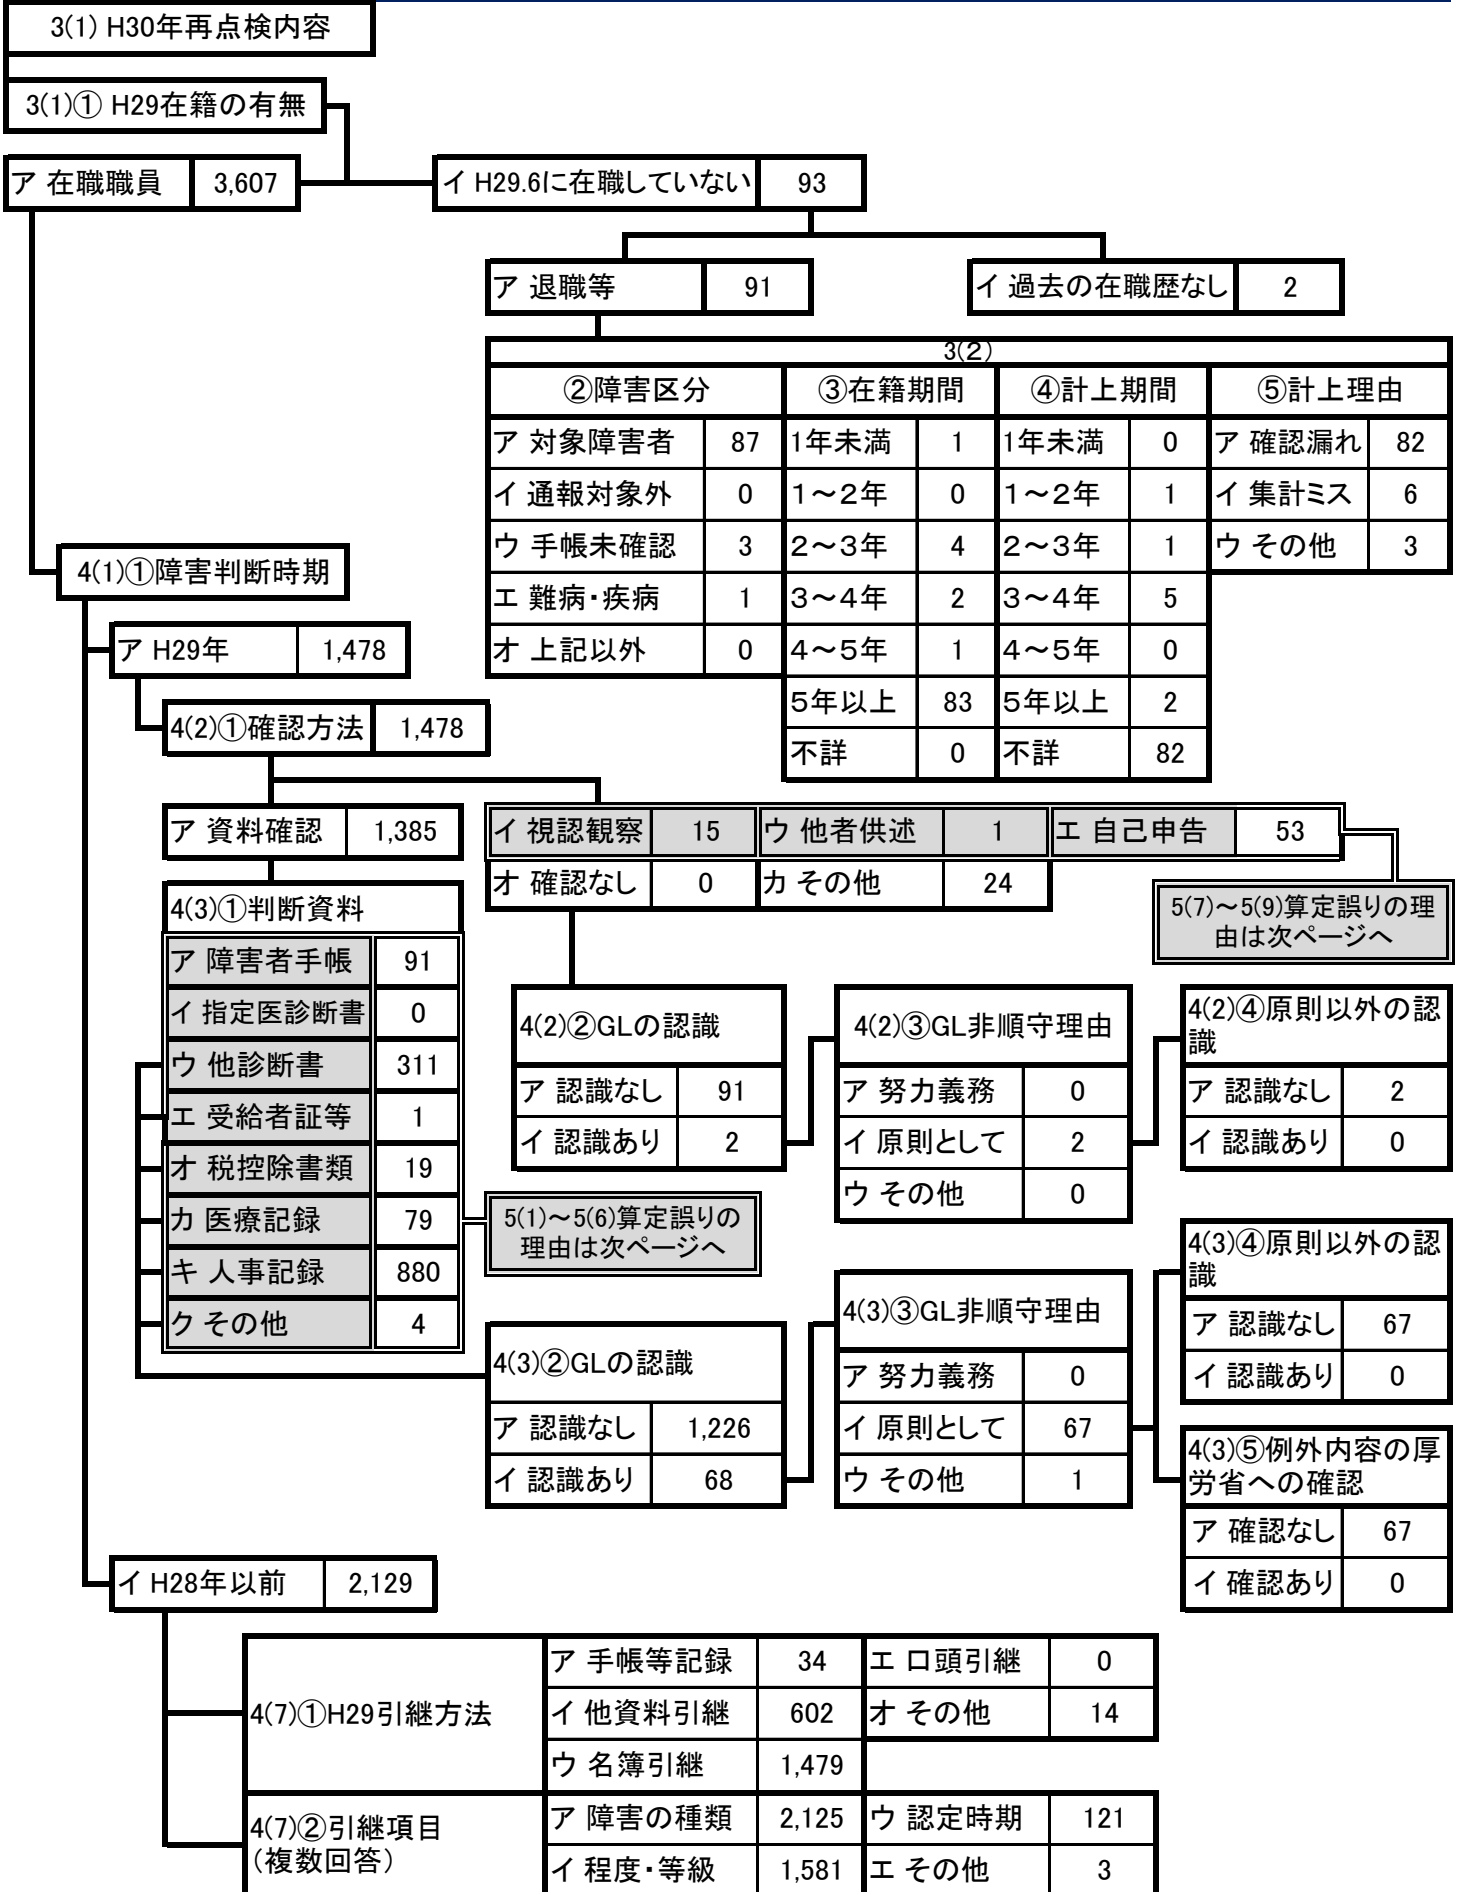 3(1) H30年再点検内容
3(1)① H29在籍の有無
ア 在職職員 3,607 イ H29.6に在職していない 93
ア 退職等 91 イ 過去の在職歴なし 2
3(2)
②障害区分 ③在籍期間 ④計上期間 ⑤計上理由
ア 対象障害者 87 1年未満 1 1年未満 0 ア 確認漏れ 82
イ 通報対象外 0 1～2年 0 1～2年 1 イ 集計ミス 6
ウ 手帳未確認 3 2～3年 4 2～3年 1 ウ その他 3
エ 難病・疾病 1 3～4年 2 3～4年 5
オ 上記以外 0 4～5年 1 4～5年 0
5年以上 83 5年以上 2
不詳 0 不詳 82
4(1)①障害判断時期
ア H29年 1,478
4(2)①確認方法 1,478
ア 資料確認 1,385 イ 視認観察 15 ウ 他者供述 1 エ 自己申告 53
オ 確認なし 0 カ その他 24
5(7)～5(9)算定誤りの理
由は次ページへ
4(3)①判断資料
ア 障害者手帳 91
イ 指定医診断書 0
ウ 他診断書 311
エ 受給者証等 1
オ 税控除書類 19
カ 医療記録 79
キ 人事記録 880
ク その他 4
5(1)～5(6)算定誤りの
理由は次ページへ
4(2)②GLの認識
ア 認識なし 91
イ 認識あり 2
4(2)③GL非順守理由
ア 努力義務 0
イ 原則として 2
ウ その他 0
4(2)④原則以外の認
識
ア 認識なし 2
イ 認識あり 0
4(3)②GLの認識
ア 認識なし 1,226
イ 認識あり 68
4(3)③GL非順守理由
ア 努力義務 0
イ 原則として 67
ウ その他 1
4(3)④原則以外の認
識
ア 認識なし 67
イ 認識あり 0
4(3)⑤例外内容の厚
労省への確認
ア 確認なし 67
イ 確認あり 0
イ H28年以前 2,129
4(7)①H29引継方法
ア 手帳等記録 34 エ 口頭引継 0
イ 他資料引継 602 オ その他 14
ウ 名簿引継 1,479
4(7)②引継項目
（複数回答）
ア 障害の種類 2,125 ウ 認定時期 121
イ 程度・等級 1,581 エ その他 3